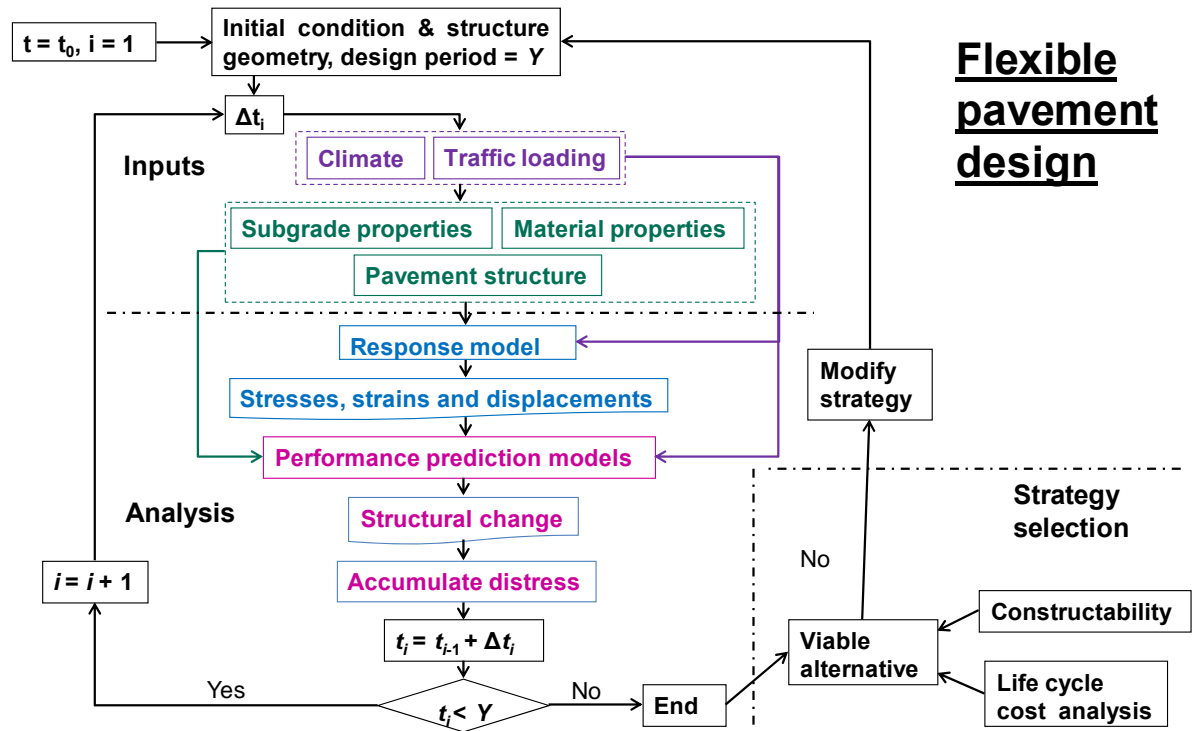 t = t₀, i = 1
Initial condition & structure
geometry, design period = Y
Flexible
pavement
design
Δtᵢ
Inputs
Climate
Traffic loading
Subgrade properties
Material properties
Pavement structure
Response model
Stresses, strains and displacements
Modify
strategy
Performance prediction models
Analysis
Structural change
Strategy
selection
No
i = i + 1
Accumulate distress
Constructability
tᵢ = tᵢ₋₁ + Δtᵢ
Viable
alternative
Yes
tᵢ < Y
No
End
Life cycle
cost analysis